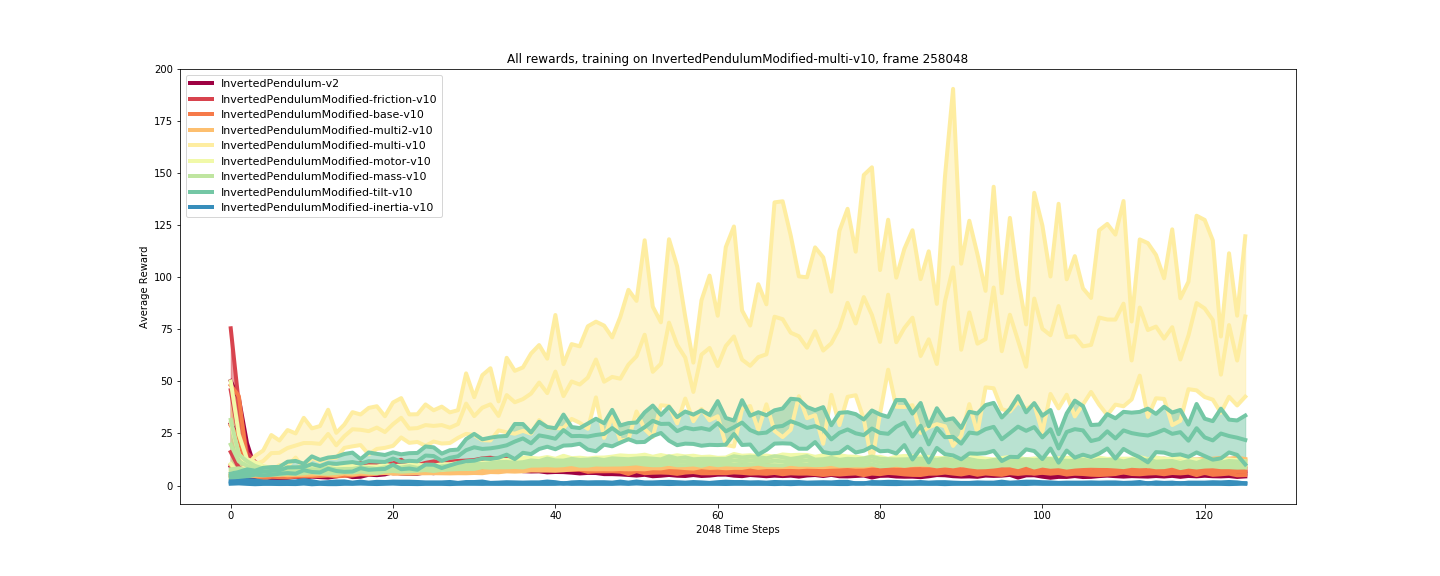 All rewards, training on InvertedPendulumModified-multi-v10, frame 258048
200
175
150
125
100
75
50
25
0
Average Reward
InvertedPendulum-v2
InvertedPendulumModified-friction-v10
InvertedPendulumModified-base-v10
InvertedPendulumModified-multi2-v10
InvertedPendulumModified-multi-v10
InvertedPendulumModified-motor-v10
InvertedPendulumModified-mass-v10
InvertedPendulumModified-tilt-v10
InvertedPendulumModified-inertia-v10
0 20 40 60 80 100 120
2048 Time Steps